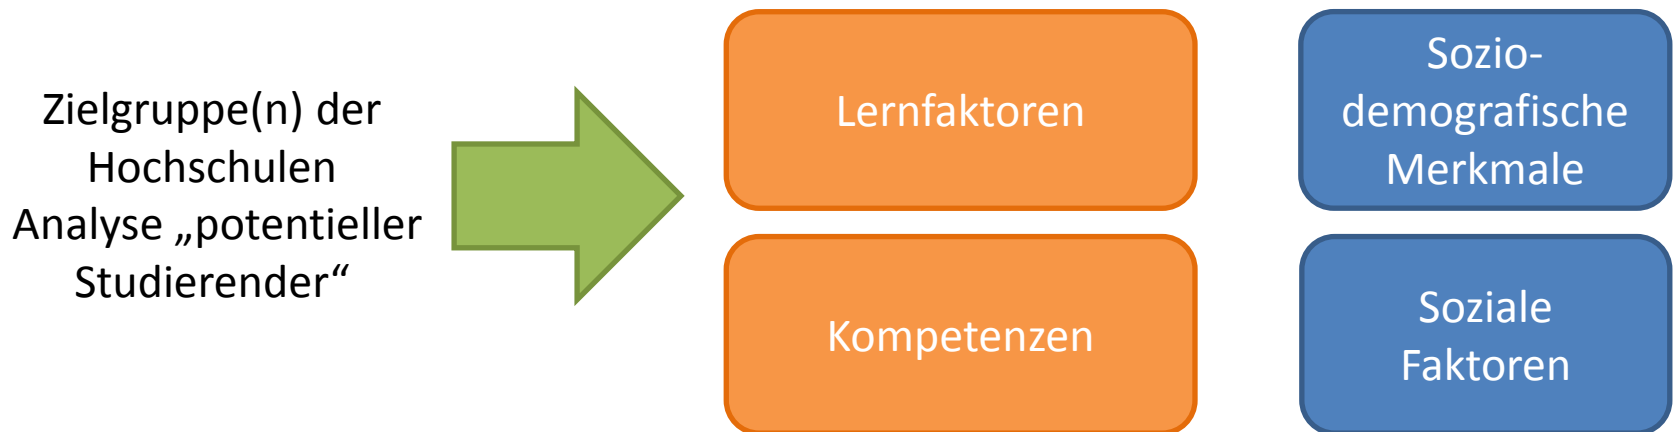 Zielgruppe(n) der
Hochschulen
Analyse „potentieller
Studierender“
Lernfaktoren
Sozio-
demografische
Merkmale
Kompetenzen
Soziale
Faktoren